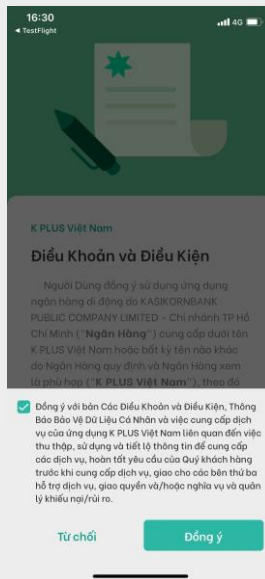 16:30
4G
◀ TestFlight
K PLUS Việt Nam
Điều Khoản và Điều Kiện
Người Dùng đồng ý sử dụng ứng dụng
ngân hàng di động do KASIKORNBANK
PUBLIC COMPANY LIMITED - Chi nhánh TP Hồ
Chí Minh ("Ngân Hàng") cung cấp dưới tên
K PLUS Việt Nam hoặc bất kỳ tên nào khác
do Ngân Hàng quy định và Ngân Hàng xem
là phù hợp ("K PLUS Việt Nam"), theo đó
Đồng ý với bản Các Điều Khoản và Điều Kiện, Thông
Báo Bảo Vệ Dữ Liệu Cá Nhân và việc cung cấp dịch
vụ của ứng dụng K PLUS Việt Nam liên quan đến việc
thu thập, sử dụng và tiết lộ thông tin để cung cấp
các dịch vụ, hoàn tất yêu cầu của Quý khách hàng
trước khi cung cấp dịch vụ, giao cho các bên thứ ba
hỗ trợ dịch vụ, giao quyền và/hoặc nghĩa vụ và quản
lý khiếu nại/rủi ro.
Từ chối
Đồng ý